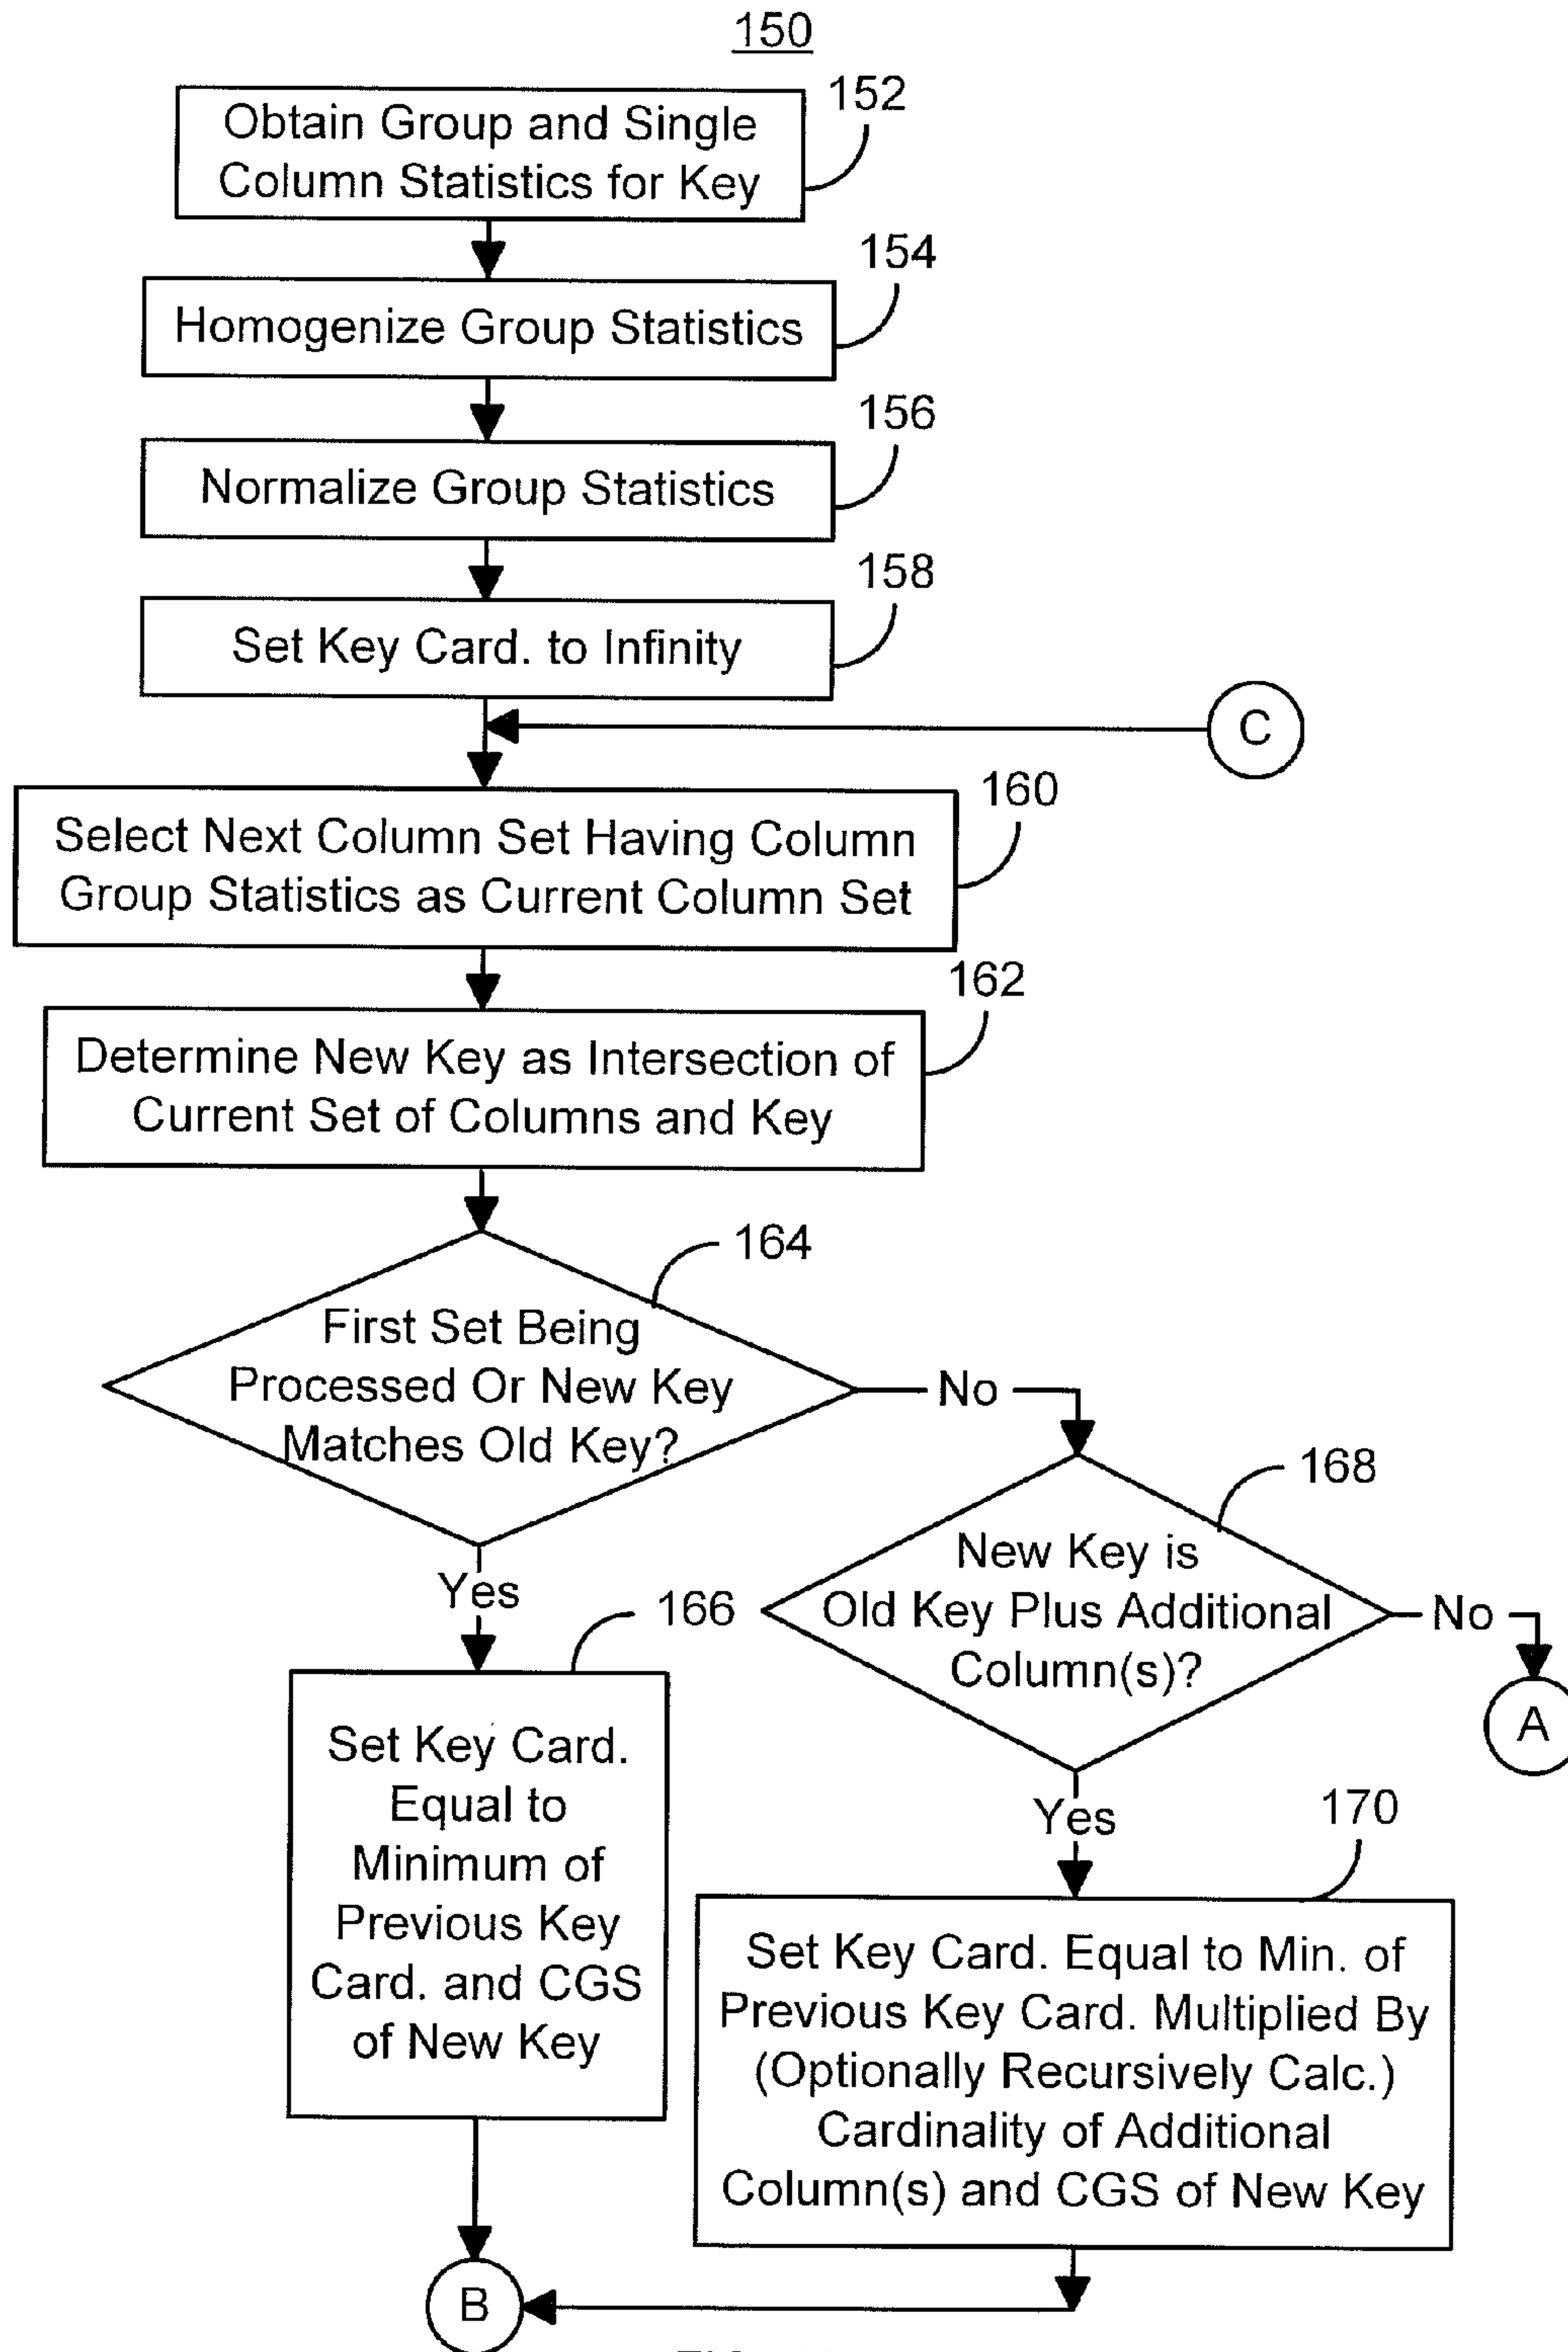 150
152
Obtain Group and Single
Column Statistics for Key
154
Homogenize Group Statistics
156
Normalize Group Statistics
158
Set Key Card. to Infinity
C
160
Select Next Column Set Having Column
Group Statistics as Current Column Set
162
Determine New Key as Intersection of
Current Set of Columns and Key
164
First Set Being
Processed Or New Key
Matches Old Key?
No
168
New Key is
Old Key Plus Additional
Column(s)?
No
A
Yes
166
Set Key Card.
Equal to
Minimum of
Previous Key
Card. and CGS
of New Key
Yes
170
Set Key Card. Equal to Min. of
Previous Key Card. Multiplied By
(Optionally Recursively Calc.)
Cardinality of Additional
Column(s) and CGS of New Key
B